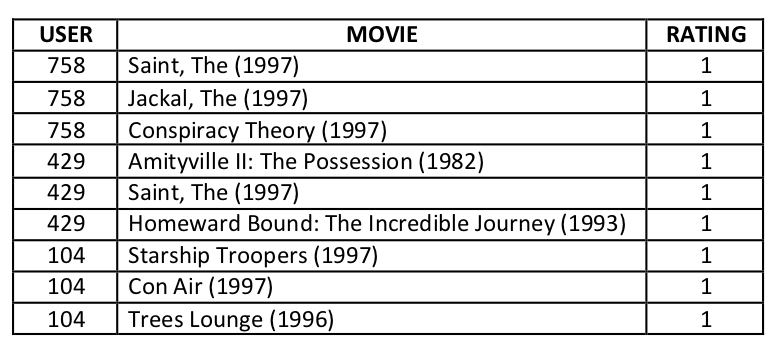 USER MOVIE RATING
758 Saint, The (1997) 1
758 Jackal, The (1997) 1
758 Conspiracy Theory (1997) 1
429 Amityville II: The Possession (1982) 1
429 Saint, The (1997) 1
429 Homeward Bound: The Incredible Journey (1993) 1
104 Starship Troopers (1997) 1
104 Con Air (1997) 1
104 Trees Lounge (1996) 1